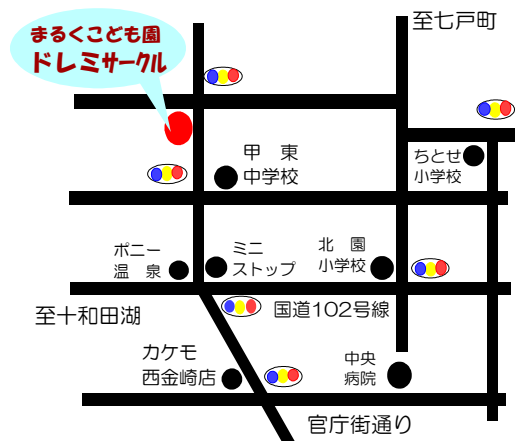 まるくこども園
ドレミサークル
至七戸町
甲　東
中学校
ちとせ
小学校
ポニー
温　泉
ミニ
ストップ
北　園
小学校
至十和田湖
国道102号線
カケモ
西金崎店
中央
病院
官庁街通り